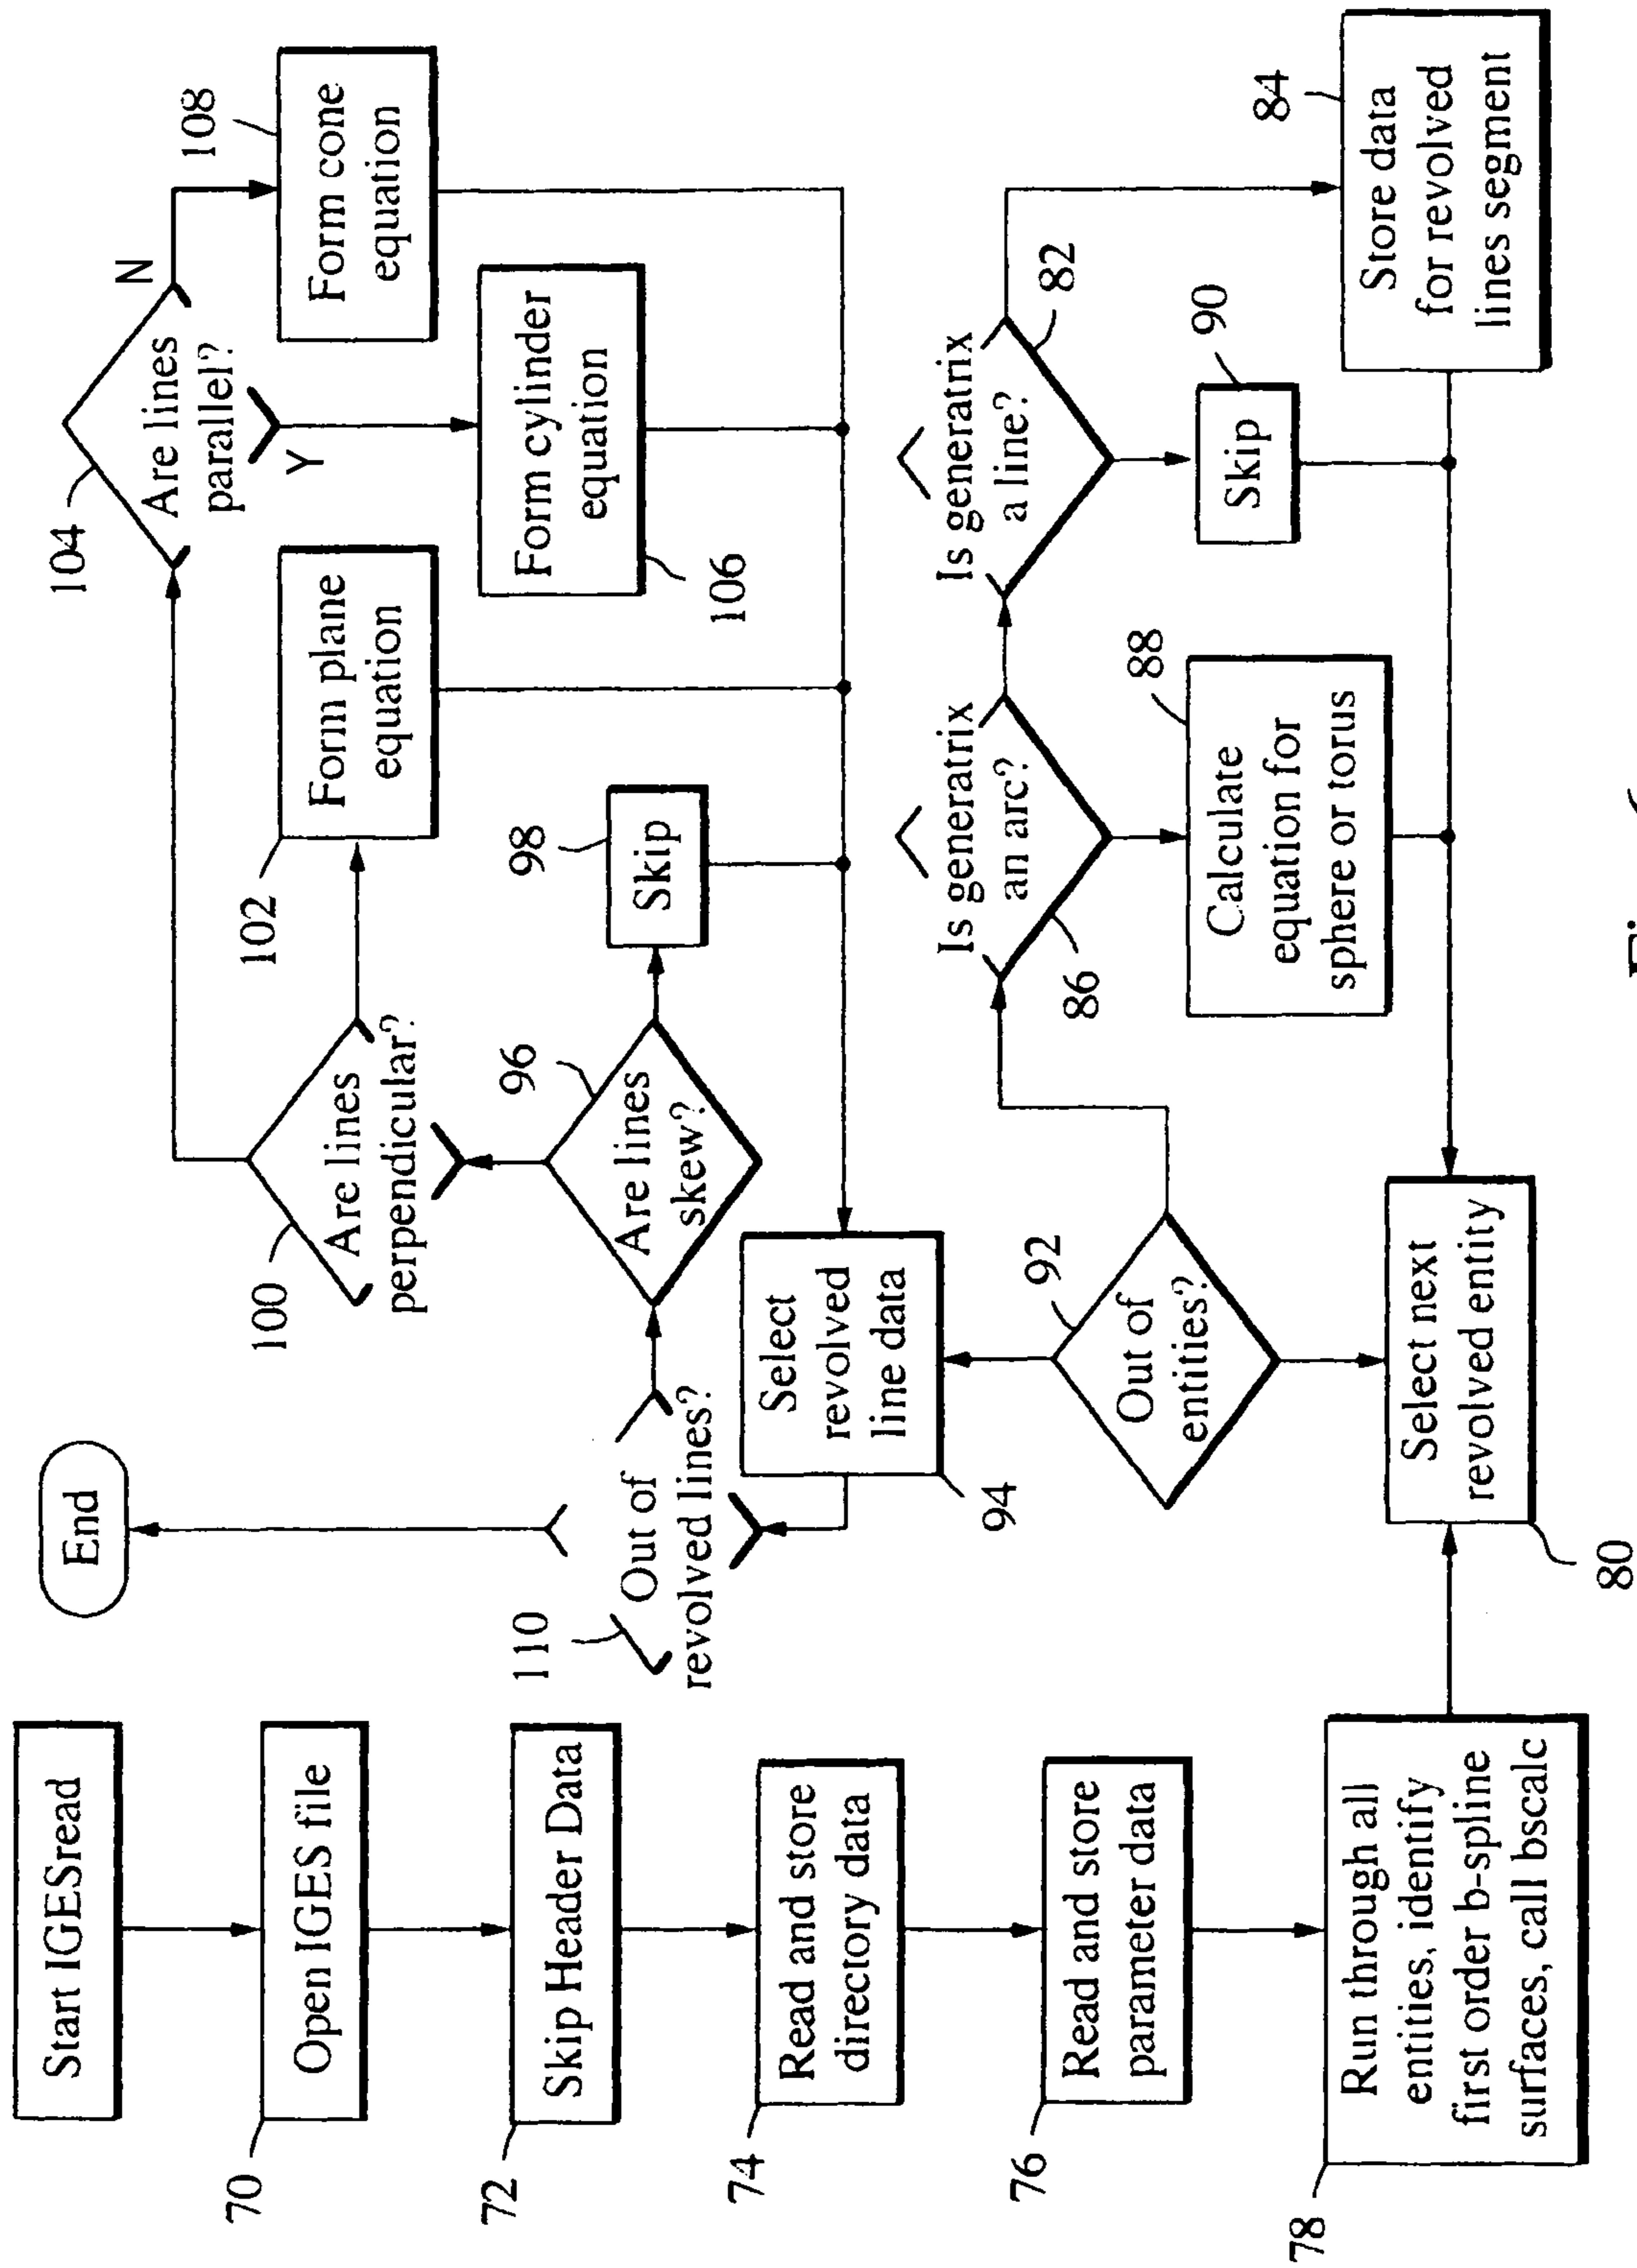 Start IGESread
70
Open IGES file
72
Skip Header Data
74
Read and store
directory data
76
Read and store
parameter data
78
Run through all
entities, identify
first order b-spline
surfaces, call bscalc
End
110
Out of
revolved lines?
94
Select
revolved
line data
92
Out of
entities?
80
Select next
revolved entity
100
Are lines
perpendicular?
96
Are lines
skew?
98
Skip
102
Form plane
equation
104
Are lines
parallel?
N
Y
108
Form cone
equation
106
Form cylinder
equation
86
Is generatrix
an arc?
88
Calculate
equation for
sphere or torus
82
Is generatrix
a line?
90
Skip
84
Store data
for revolved
lines segment